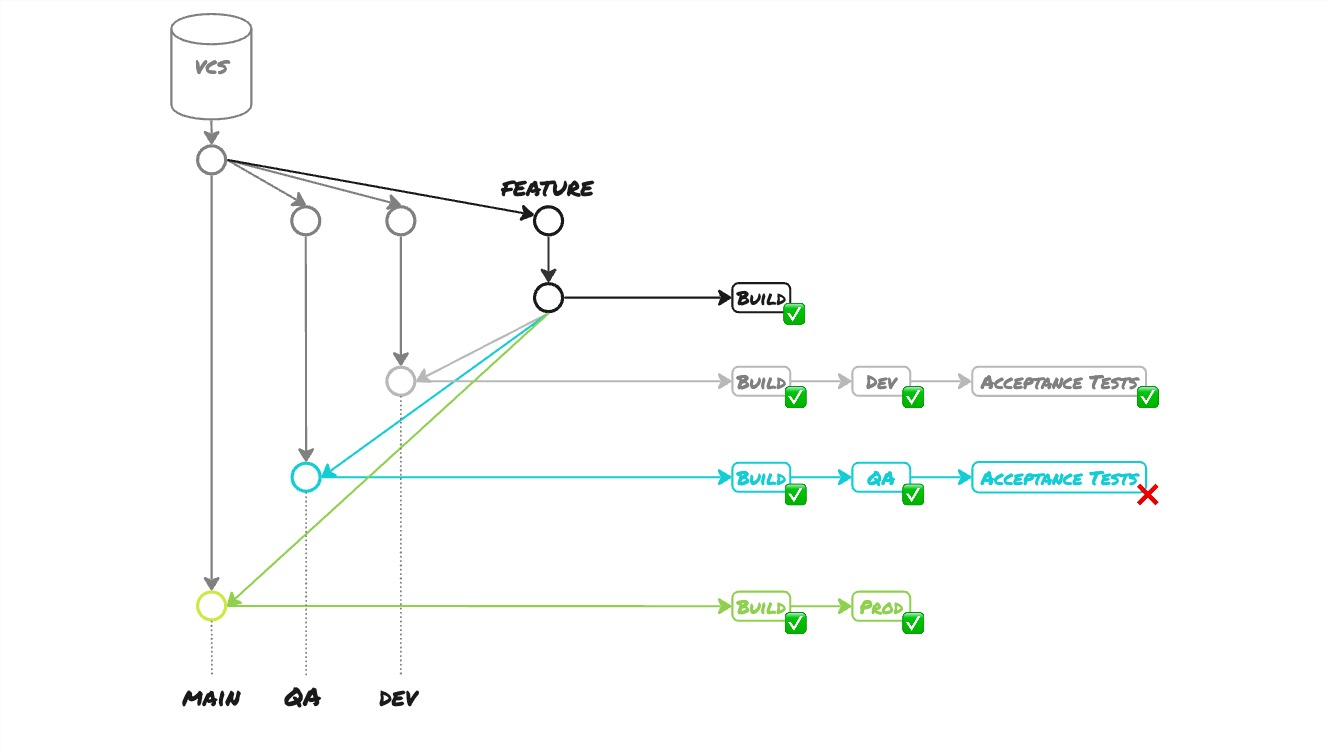 VCS
FEATURE
BUILD
BUILD
DEV
ACCEPTANCE TESTS
BUILD
QA
ACCEPTANCE TESTS
BUILD
PROD
MAIN
QA
DEV